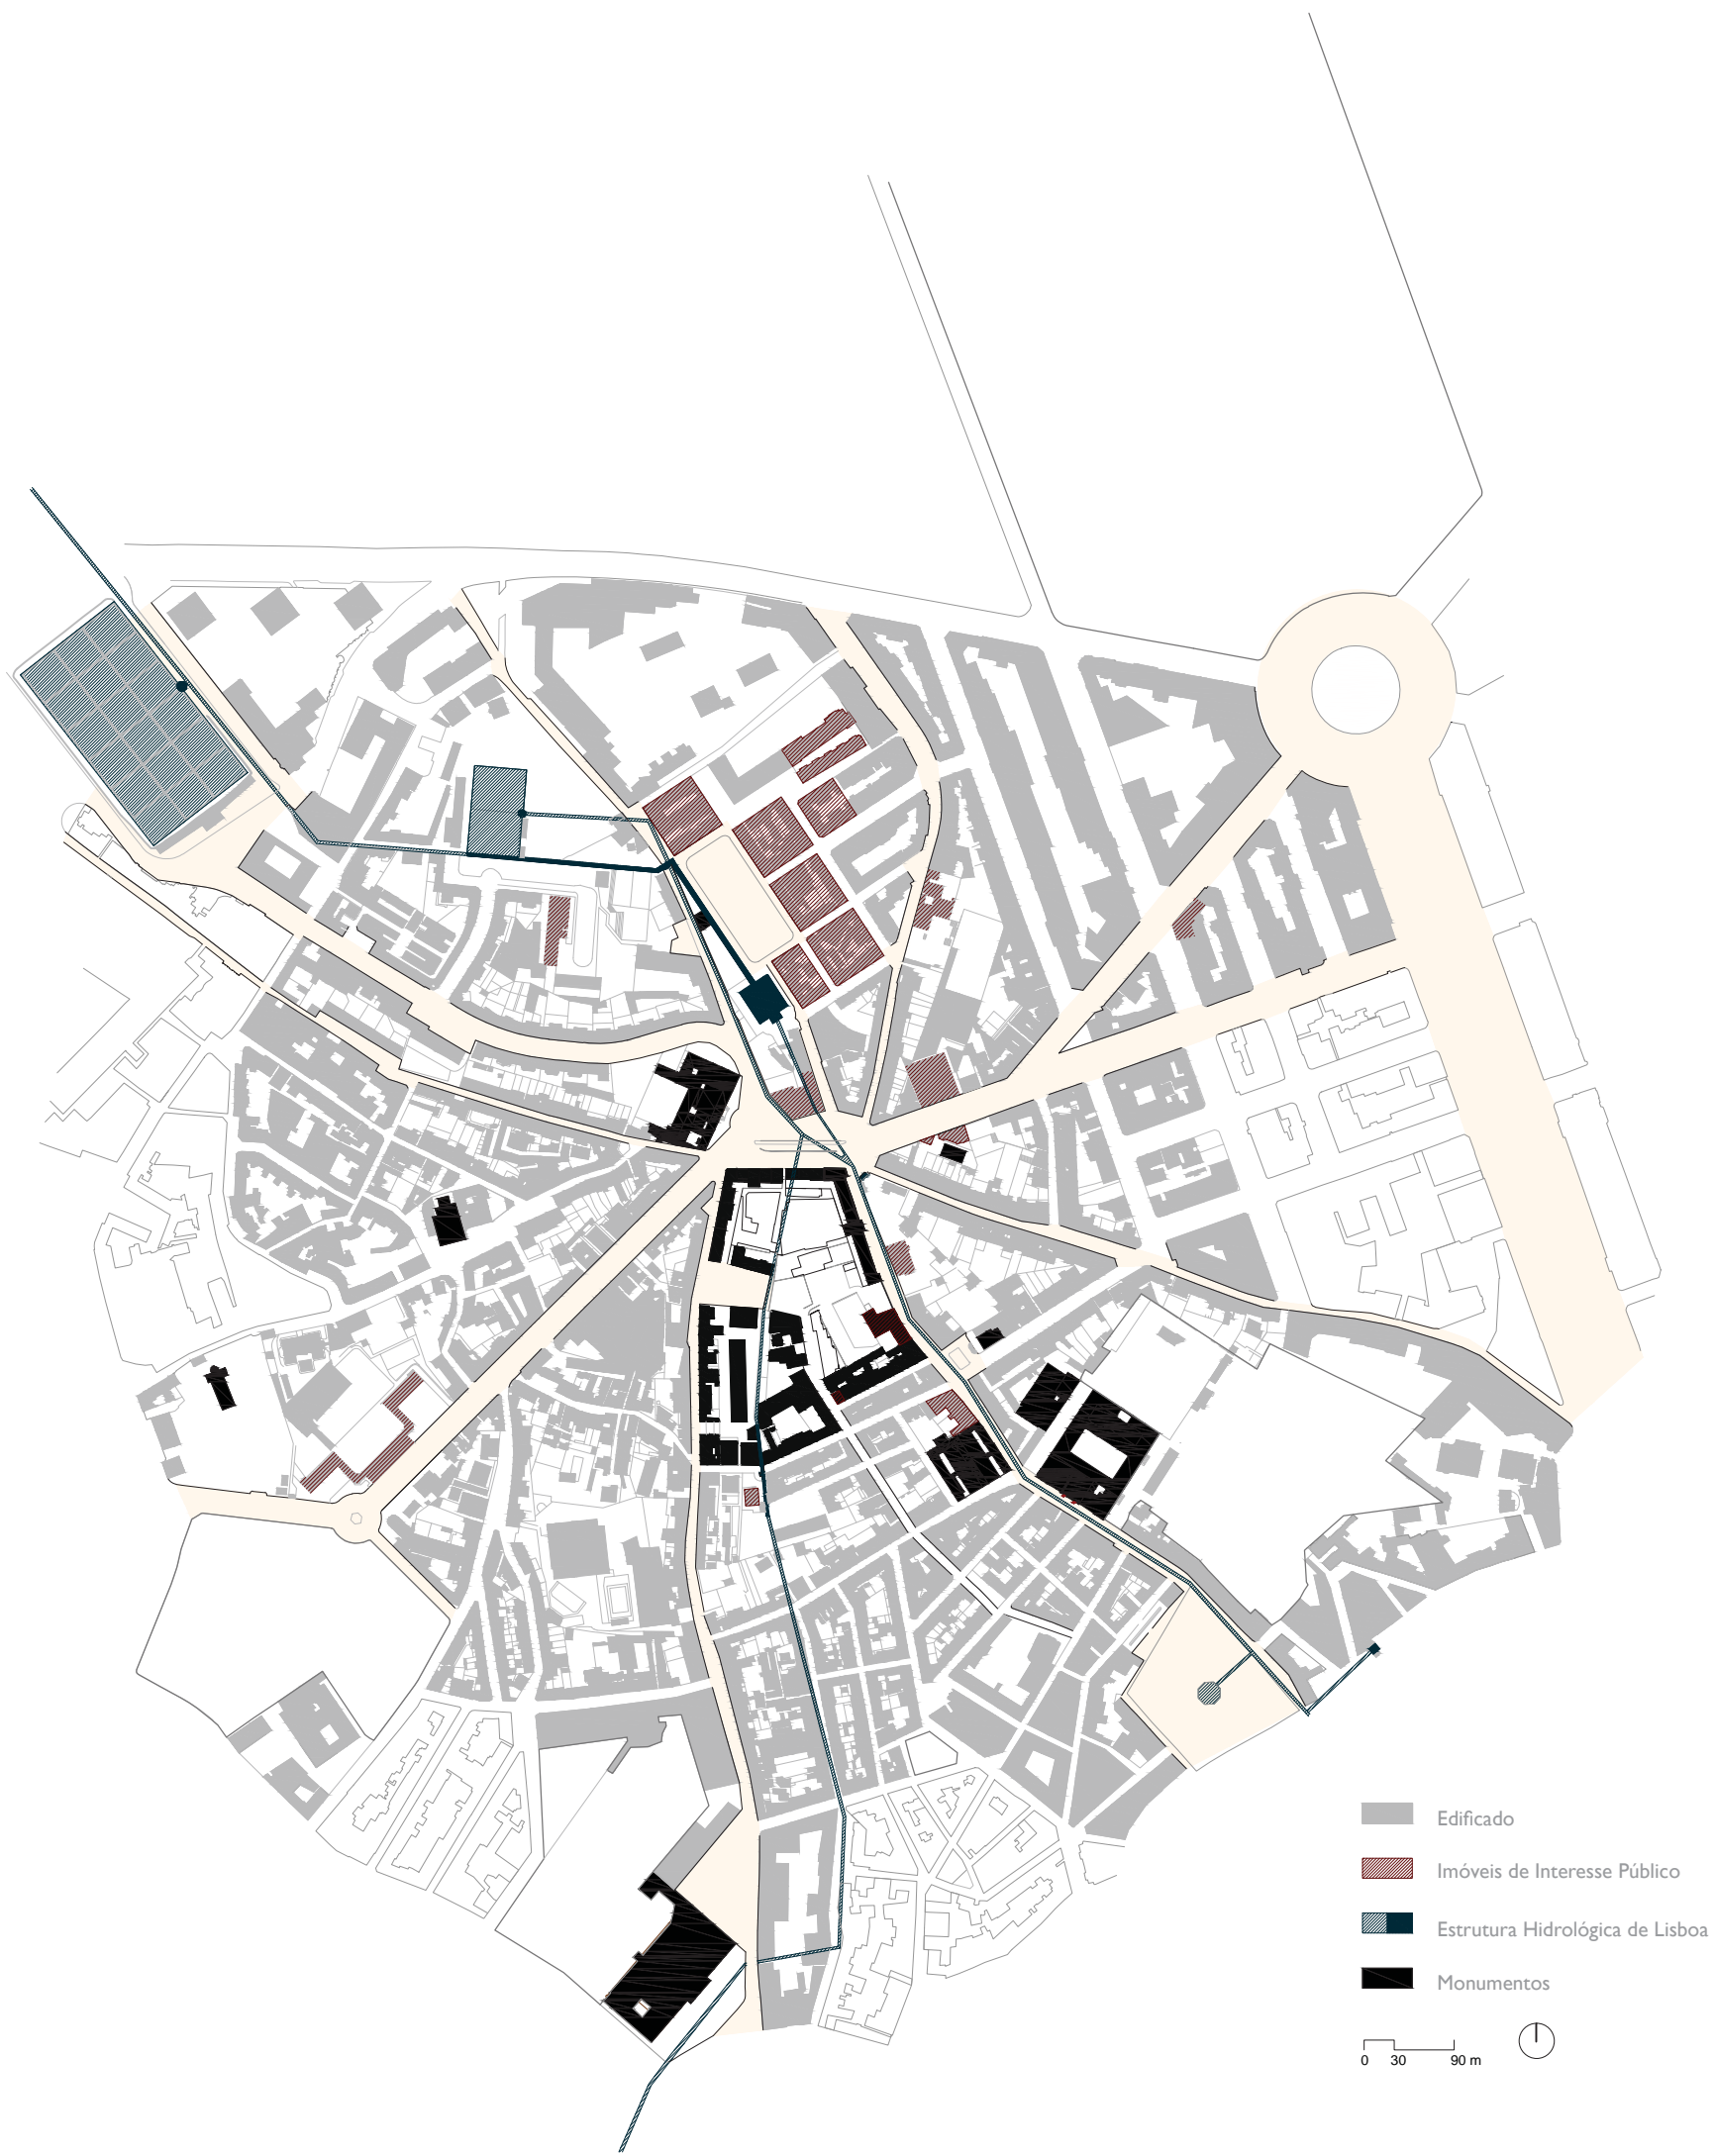 Edificado
Imóveis de Interesse Público
Estrutura Hidrológica de Lisboa
Monumentos
0 30 90 m